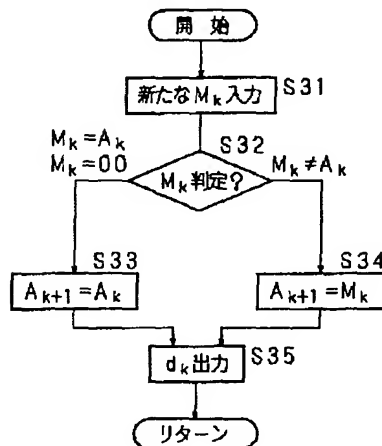 開始
新たなMk入力 S31
Mk=Ak
Mk=00
S32
Mk判定?
Mk≠Ak
S33
Ak+1=Ak
S34
Ak+1=Mk
dk出力 S35
リターン